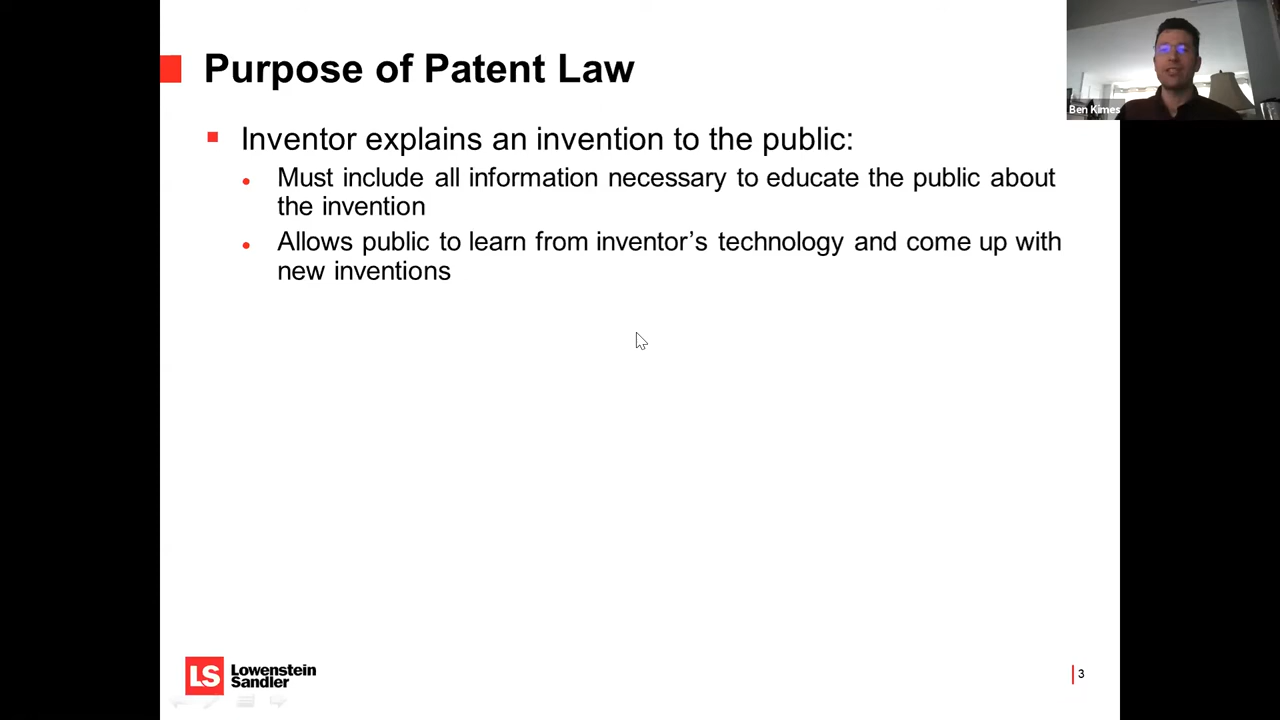 Purpose of Patent Law
Ben Kimes
Inventor explains an invention to the public:
Must include all information necessary to educate the public about
the invention
Allows public to learn from inventor’s technology and come up with
new inventions
LS
Lowenstein
Sandler
3